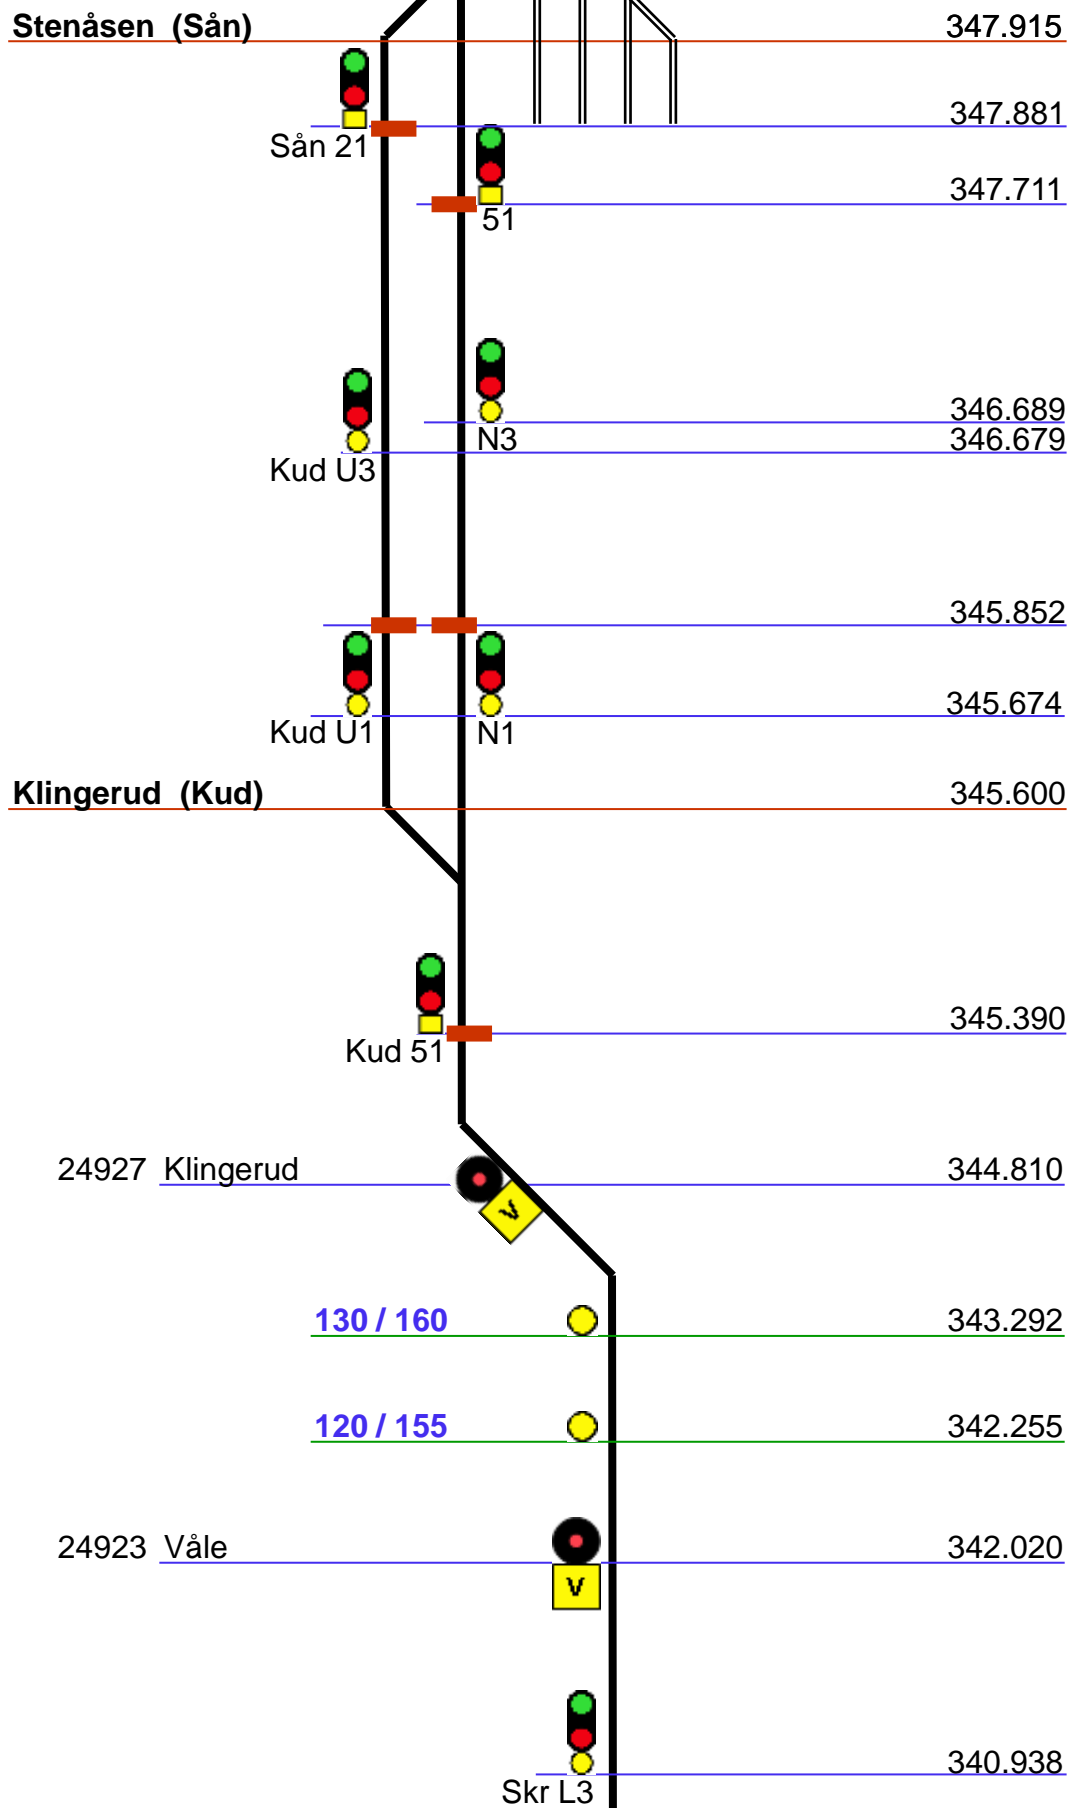 Stenåsen (Sån) 347.915
347.881
Sån 21
347.711
51
346.689
N3
346.679
Kud U3
345.852
345.674
Kud U1 N1
Klingerud (Kud) 345.600
345.390
Kud 51
24927 Klingerud 344.810
V
130 / 160 343.292
120 / 155 342.255
24923 Våle 342.020
V
340.938
Skr L3